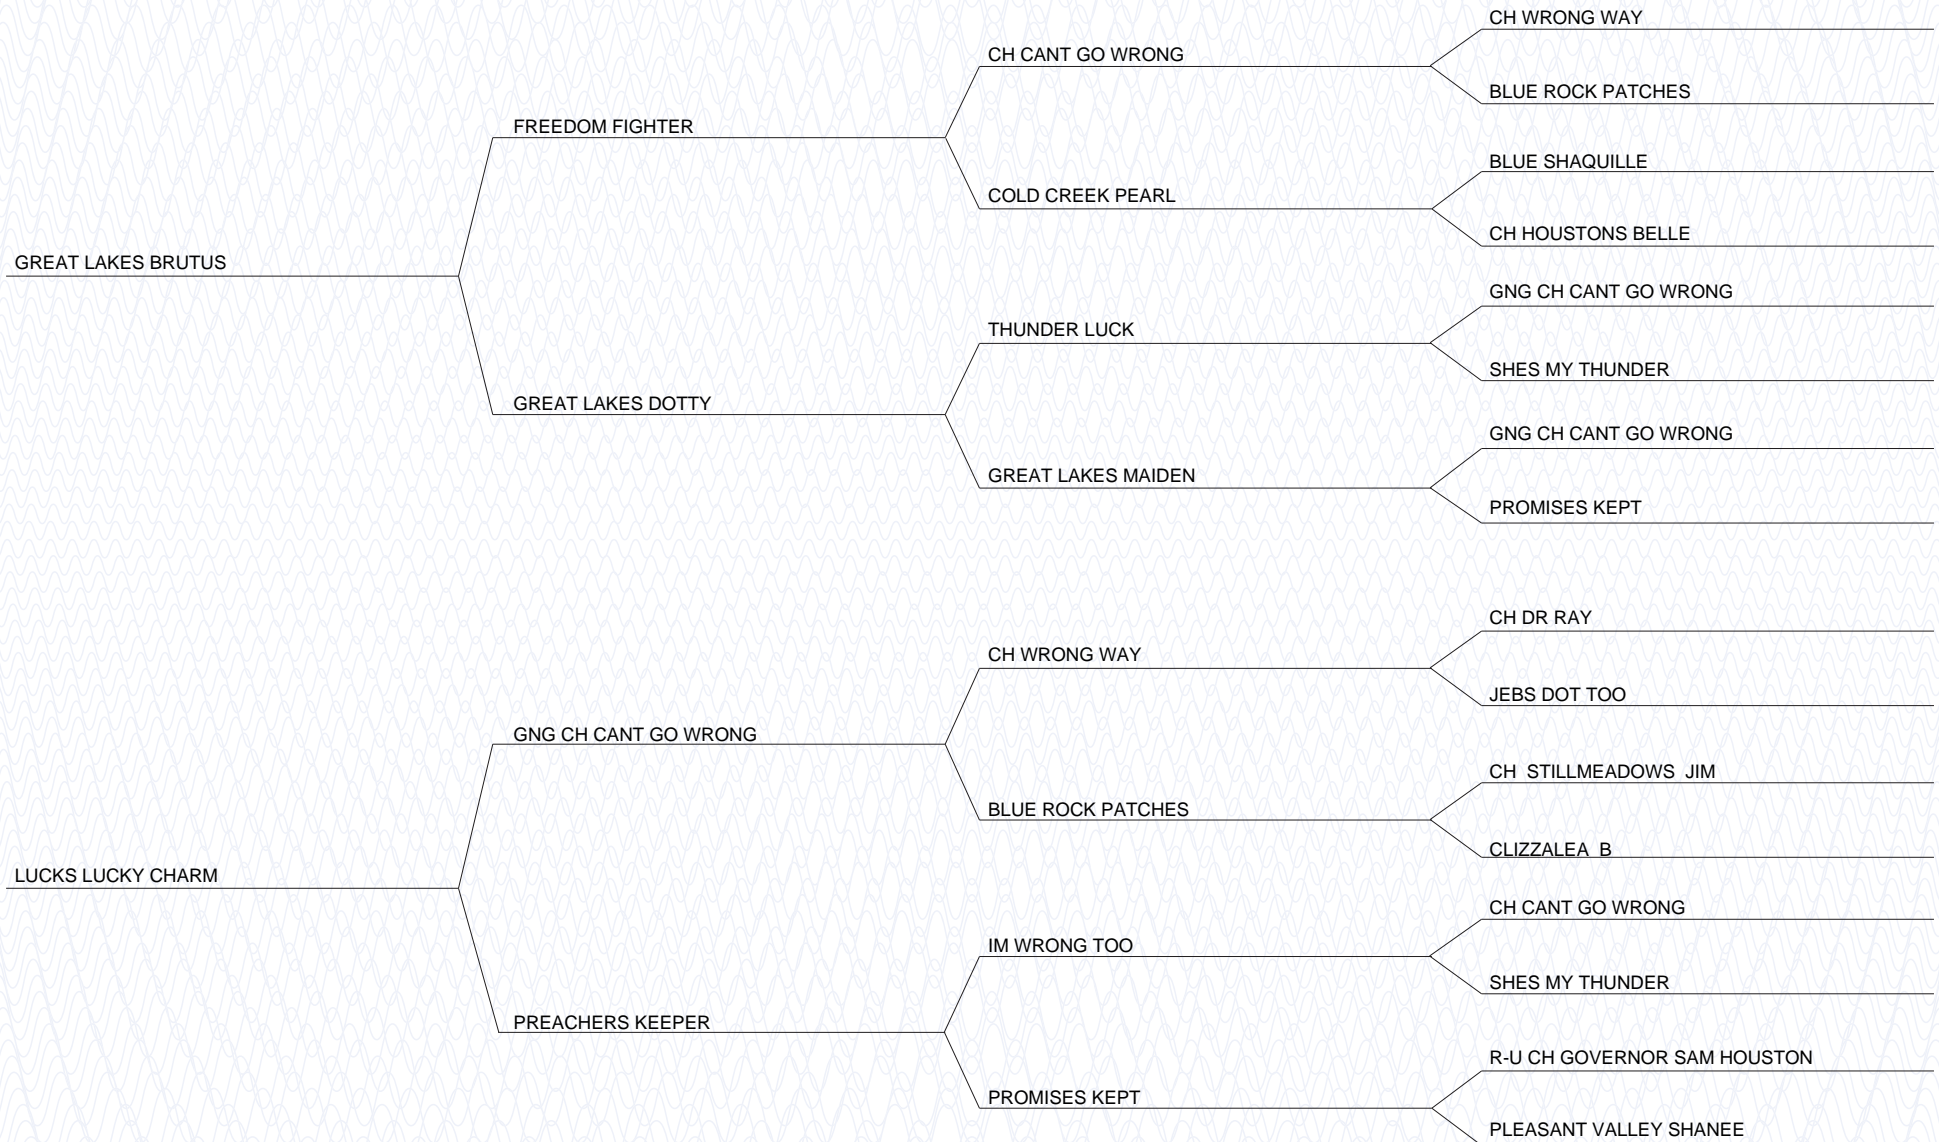 CH WRONG WAY
CH CANT GO WRONG
BLUE ROCK PATCHES
FREEDOM FIGHTER
BLUE SHAQUILLE
COLD CREEK PEARL
CH HOUSTONS BELLE
GREAT LAKES BRUTUS
GNG CH CANT GO WRONG
THUNDER LUCK
SHES MY THUNDER
GREAT LAKES DOTTY
GNG CH CANT GO WRONG
GREAT LAKES MAIDEN
PROMISES KEPT
CH DR RAY
CH WRONG WAY
JEBS DOT TOO
GNG CH CANT GO WRONG
CH  STILLMEADOWS  JIM
BLUE ROCK PATCHES
CLIZZALEA  B
LUCKS LUCKY CHARM
CH CANT GO WRONG
IM WRONG TOO
SHES MY THUNDER
PREACHERS KEEPER
R-U CH GOVERNOR SAM HOUSTON
PROMISES KEPT
PLEASANT VALLEY SHANEE